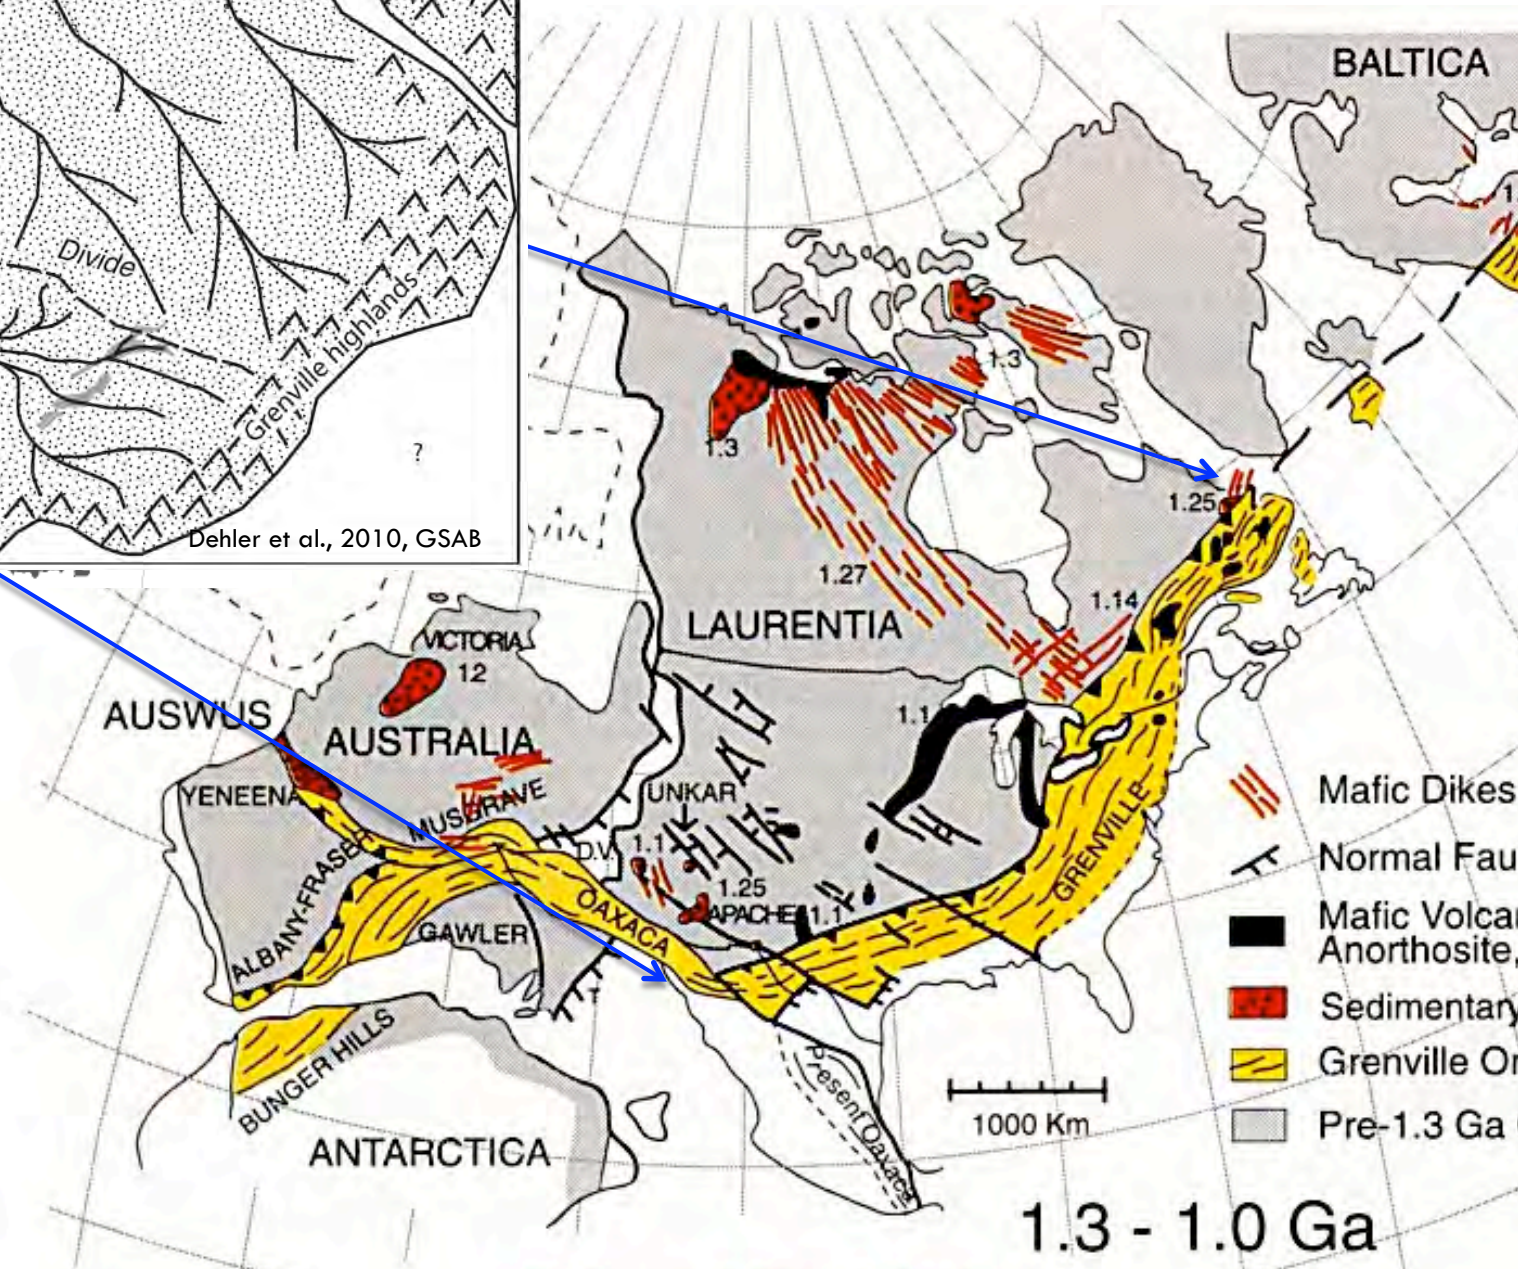 Divide
Grenville highlands
?
Dehler et al., 2010, GSAB
BALTICA
1.3
1.3
1.25
1.27
1.14
LAURENTIA
VICTORIA
12
AUSWUS
AUSTRALIA
1.1
YENEENA
MUSGRAVE
UNKAR
D.V.
1.1
1.25
APACHE
1.1
ALBANY-FRASE
OAXACA
GAWLER
GRENVILLE
BUNGER HILLS
ANTARCTICA
Present Oaxaca
Mafic Dikes
Normal Fau
Mafic Volca
Anorthosite,
Sedimentary
Grenville Or
Pre-1.3 Ga
1000 Km
1.3 - 1.0 Ga